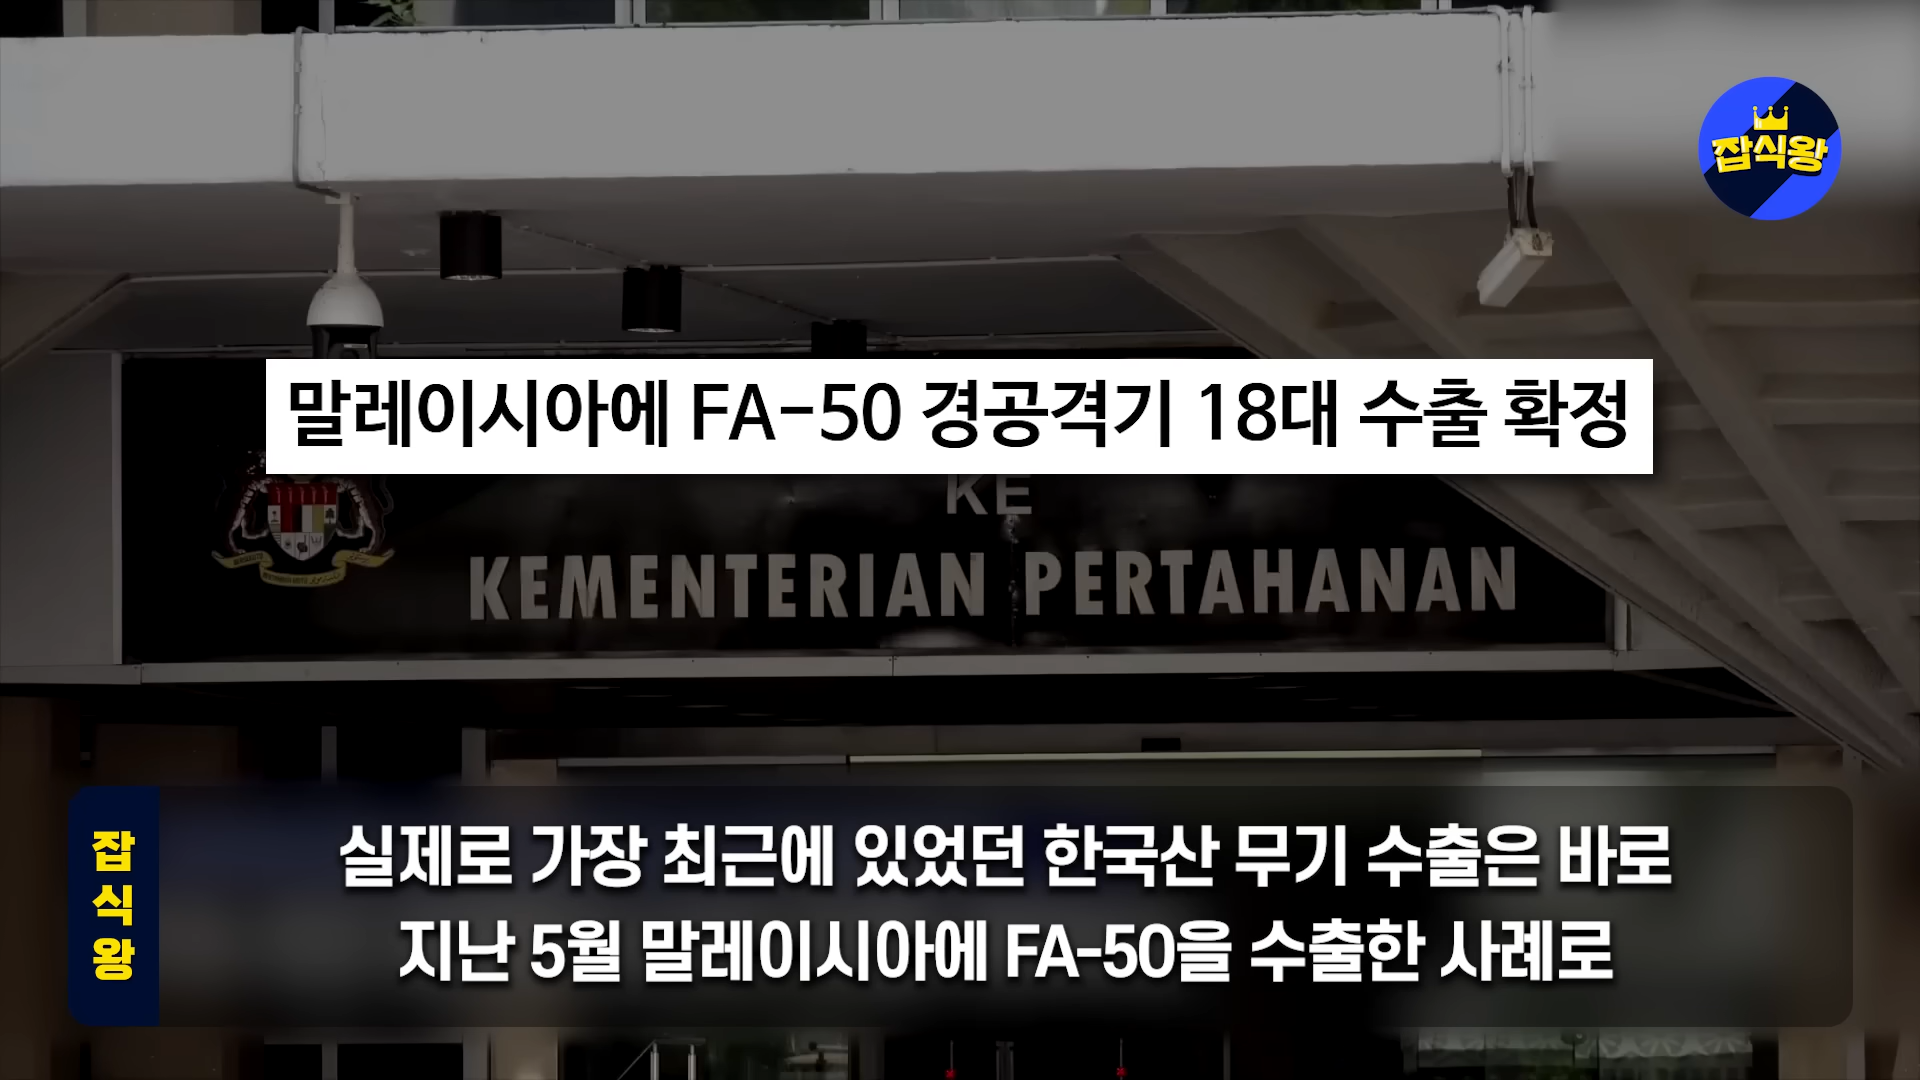 잡식왕
말레이시아에 FA-50 경공격기 18대 수출 확정
KE
KEMENTERIAN PERTAHANAN
잡식왕
실제로 가장 최근에 있었던 한국산 무기 수출은 바로
지난 5월 말레이시아에 FA-50을 수출한 사례로